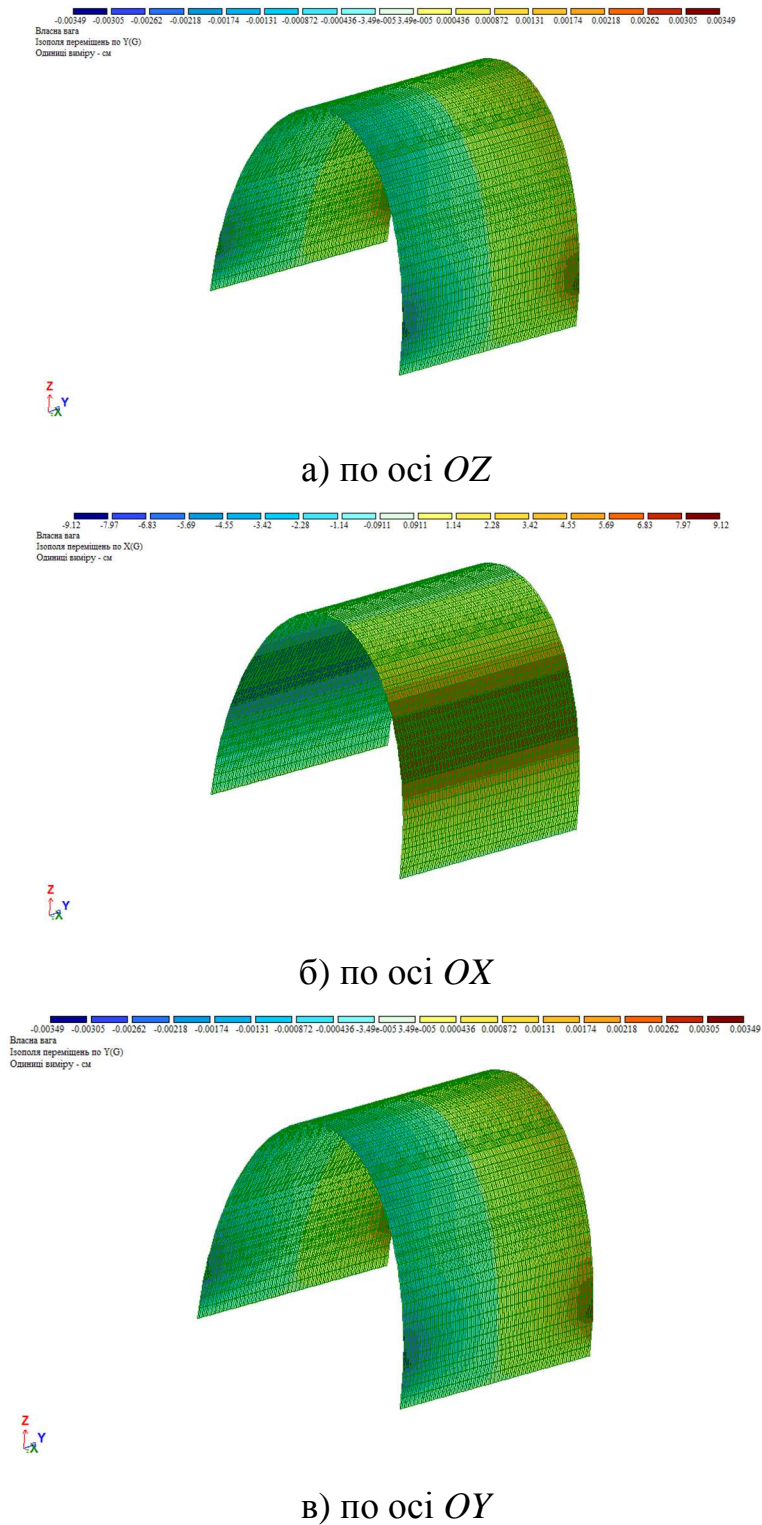 -0.00349 -0.00305 -0.00262 -0.00218 -0.00174 -0.00131 -0.000872 -0.000436 -3.49e-005 3.49e-005 0.000436 0.000872 0.00131 0.00174 0.00218 0.00262 0.00305 0.00349
Власна вага
Ізополя переміщень по Y(G)
Одиниці виміру - см
Z
Y
X
а) по осі OZ
-9.12 -7.97 -6.83 -5.69 -4.55 -3.42 -2.28 -1.14 -0.0911 0.0911 1.14 2.28 3.42 4.55 5.69 6.83 7.97 9.12
Власна вага
Ізополя переміщень по X(G)
Одиниці виміру - см
Z
Y
X
б) по осі OX
-0.00349 -0.00305 -0.00262 -0.00218 -0.00174 -0.00131 -0.000872 -0.000436 -3.49e-005 3.49e-005 0.000436 0.000872 0.00131 0.00174 0.00218 0.00262 0.00305 0.00349
Власна вага
Ізополя переміщень по Y(G)
Одиниці виміру - см
Z
Y
X
в) по осі OY